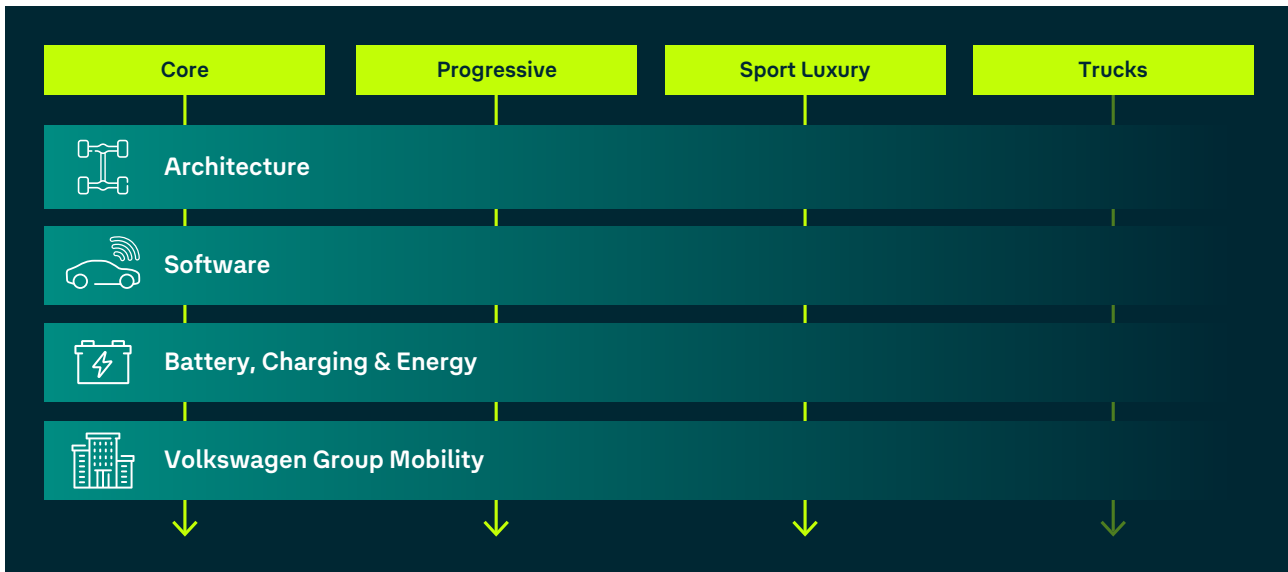 Core
Progressive
Sport Luxury
Trucks
Architecture
Software
Battery, Charging & Energy
Volkswagen Group Mobility